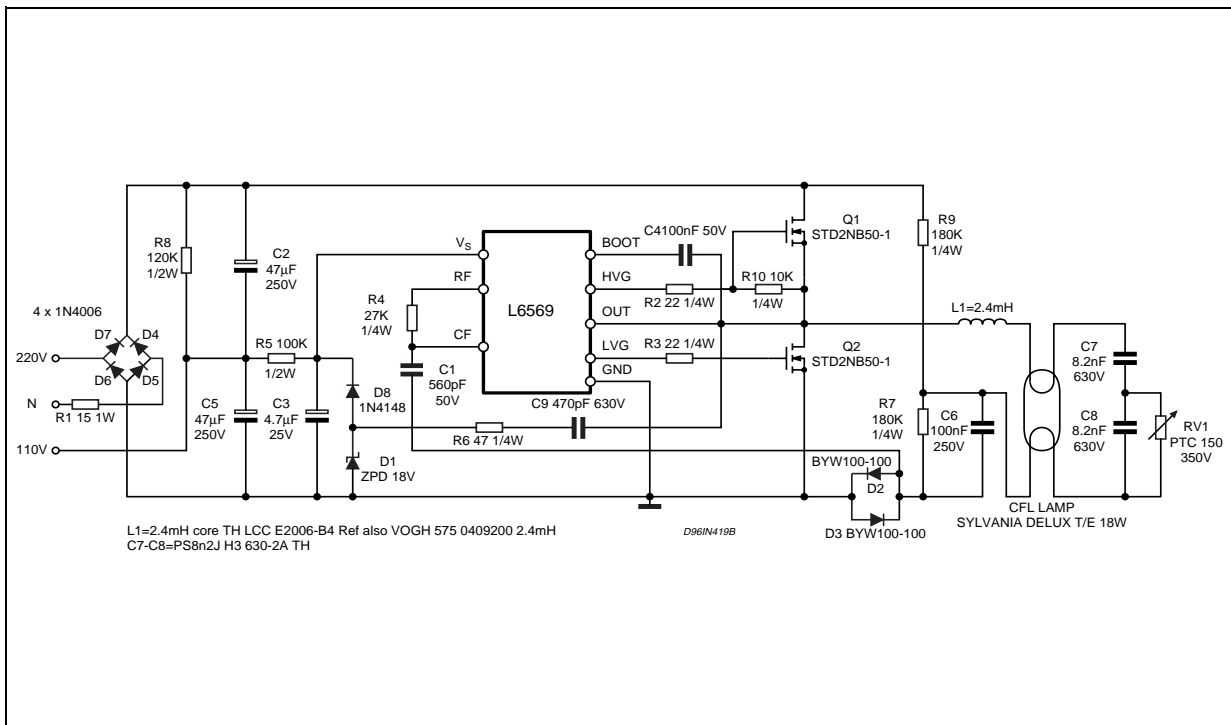 4 x 1N4006
D7
D4
D6
D5
220V
N
R1 15 1W
110V
R8
120K
1/2W
C2
47µF
250V
C5
47µF
250V
R5 100K
1/2W
C3
4.7µF
25V
R4
27K
1/4W
C1
560pF
50V
D8
1N4148
D1
ZPD 18V
VS
RF
CF
L6569
BOOT
HVG
OUT
LVG
GND
C4100nF 50V
R2 22 1/4W
R10 10K
1/4W
R3 22 1/4W
C9 470pF 630V
R6 47 1/4W
Q1
STD2NB50-1
Q2
STD2NB50-1
R9
180K
1/4W
L1=2.4mH
R7
180K
1/4W
C6
100nF
250V
BYW100-100
D2
D3 BYW100-100
C7
8.2nF
630V
C8
8.2nF
630V
RV1
PTC 150
350V
CFL LAMP
SYLVANIA DELUX T/E 18W
L1=2.4mH core TH LCC E2006-B4 Ref also VOGH 575 0409200 2.4mH
C7-C8=PS8n2J H3 630-2A TH
D96IN419B